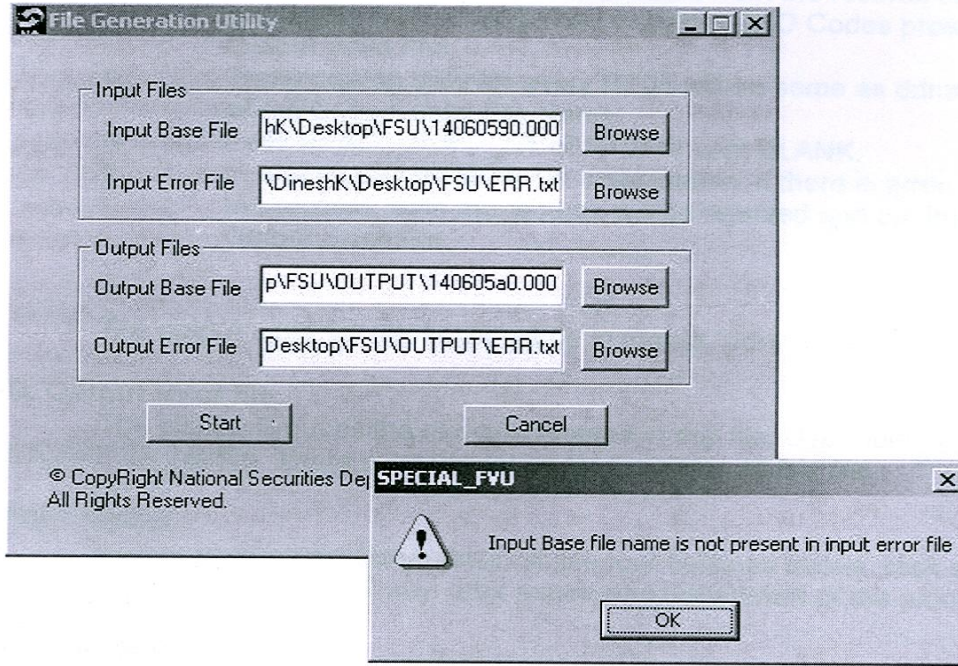 File Generation Utility
Input Files
Input Base File hK\Desktop\FSU\14060590.000 Browse
Input Error File \DineshK\Desktop\FSU\ERR.txt Browse
Output Files
Output Base File p\FSU\OUTPUT\140605a0.000 Browse
Output Error File Desktop\FSU\OUTPUT\ERR.txt Browse
Start Cancel
© CopyRight National Securities De
All Rights Reserved.
SPECIAL_FVU
Input Base file name is not present in input error file
OK